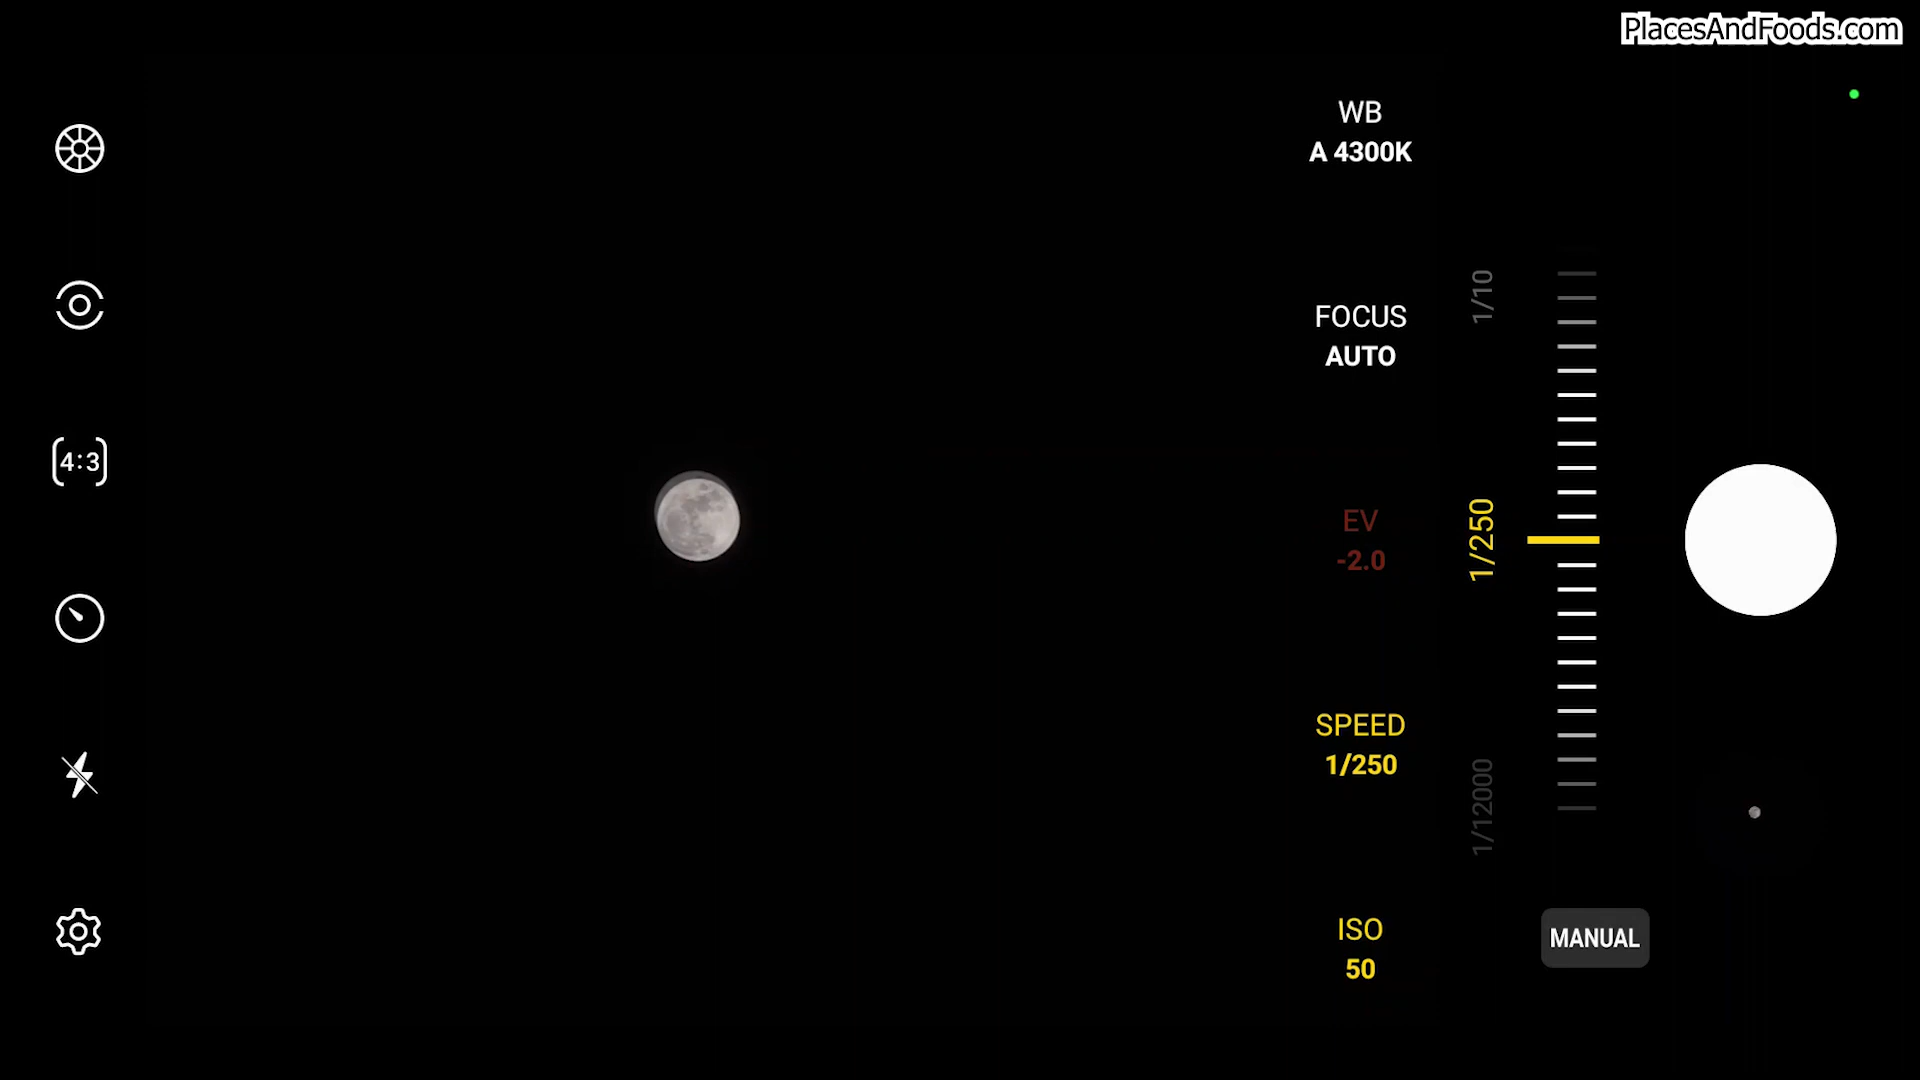 PlacesAndFoods.com
WB
A 4300K
FOCUS
AUTO
EV
-2.0
SPEED
1/250
ISO
50
1/10
1/250
1/12000
4:3
MANUAL